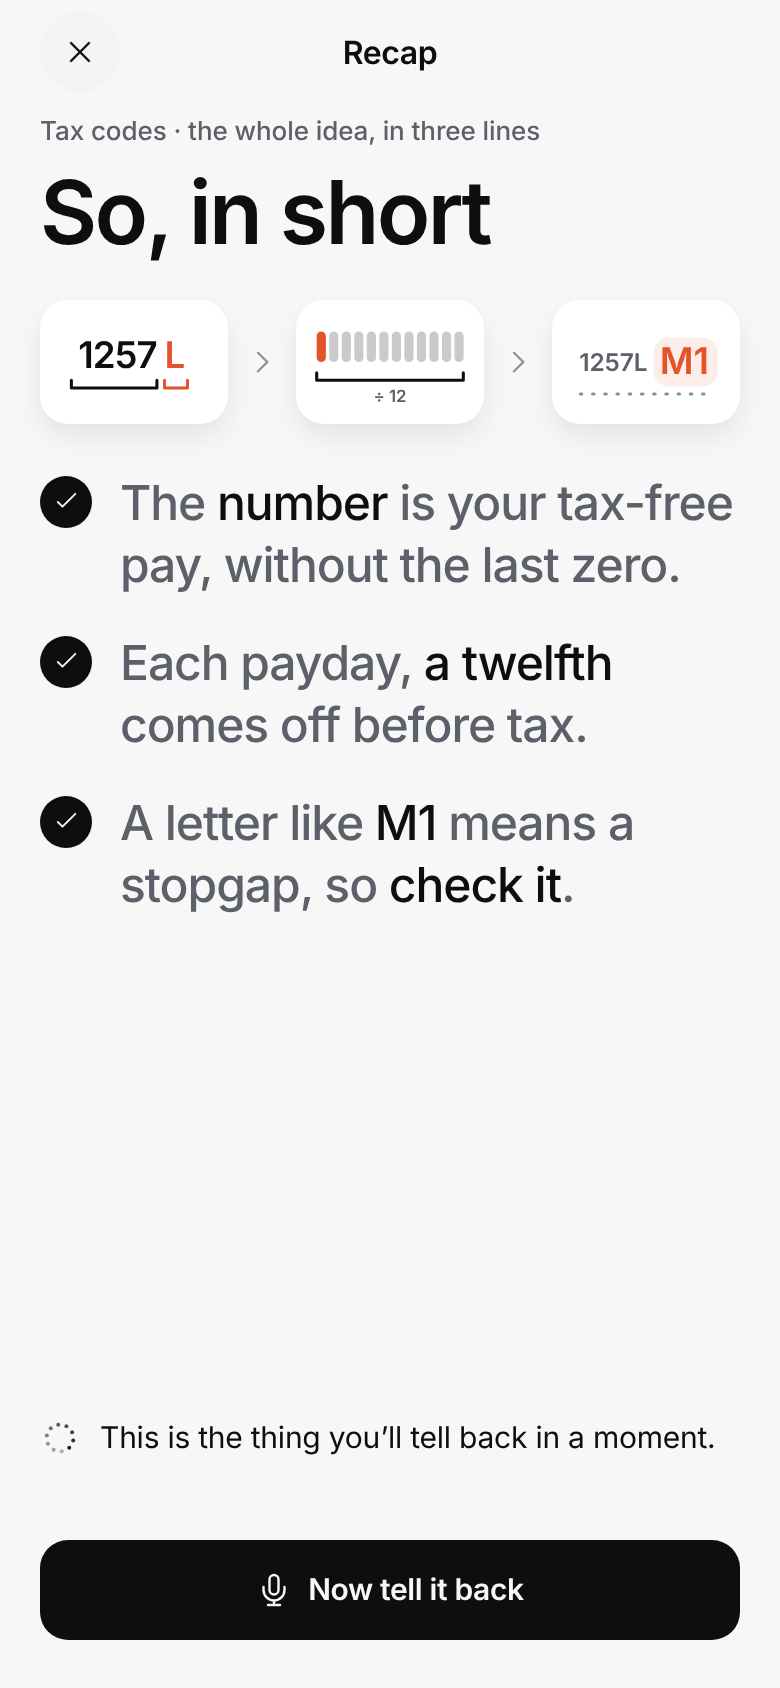 Recap
Tax codes · the whole idea, in three lines
So, in short
1257 L
÷ 12
1257L M1
The number is your tax-free
pay, without the last zero.
Each payday, a twelfth
comes off before tax.
A letter like M1 means a
stopgap, so check it.
This is the thing you’ll tell back in a moment.
Now tell it back